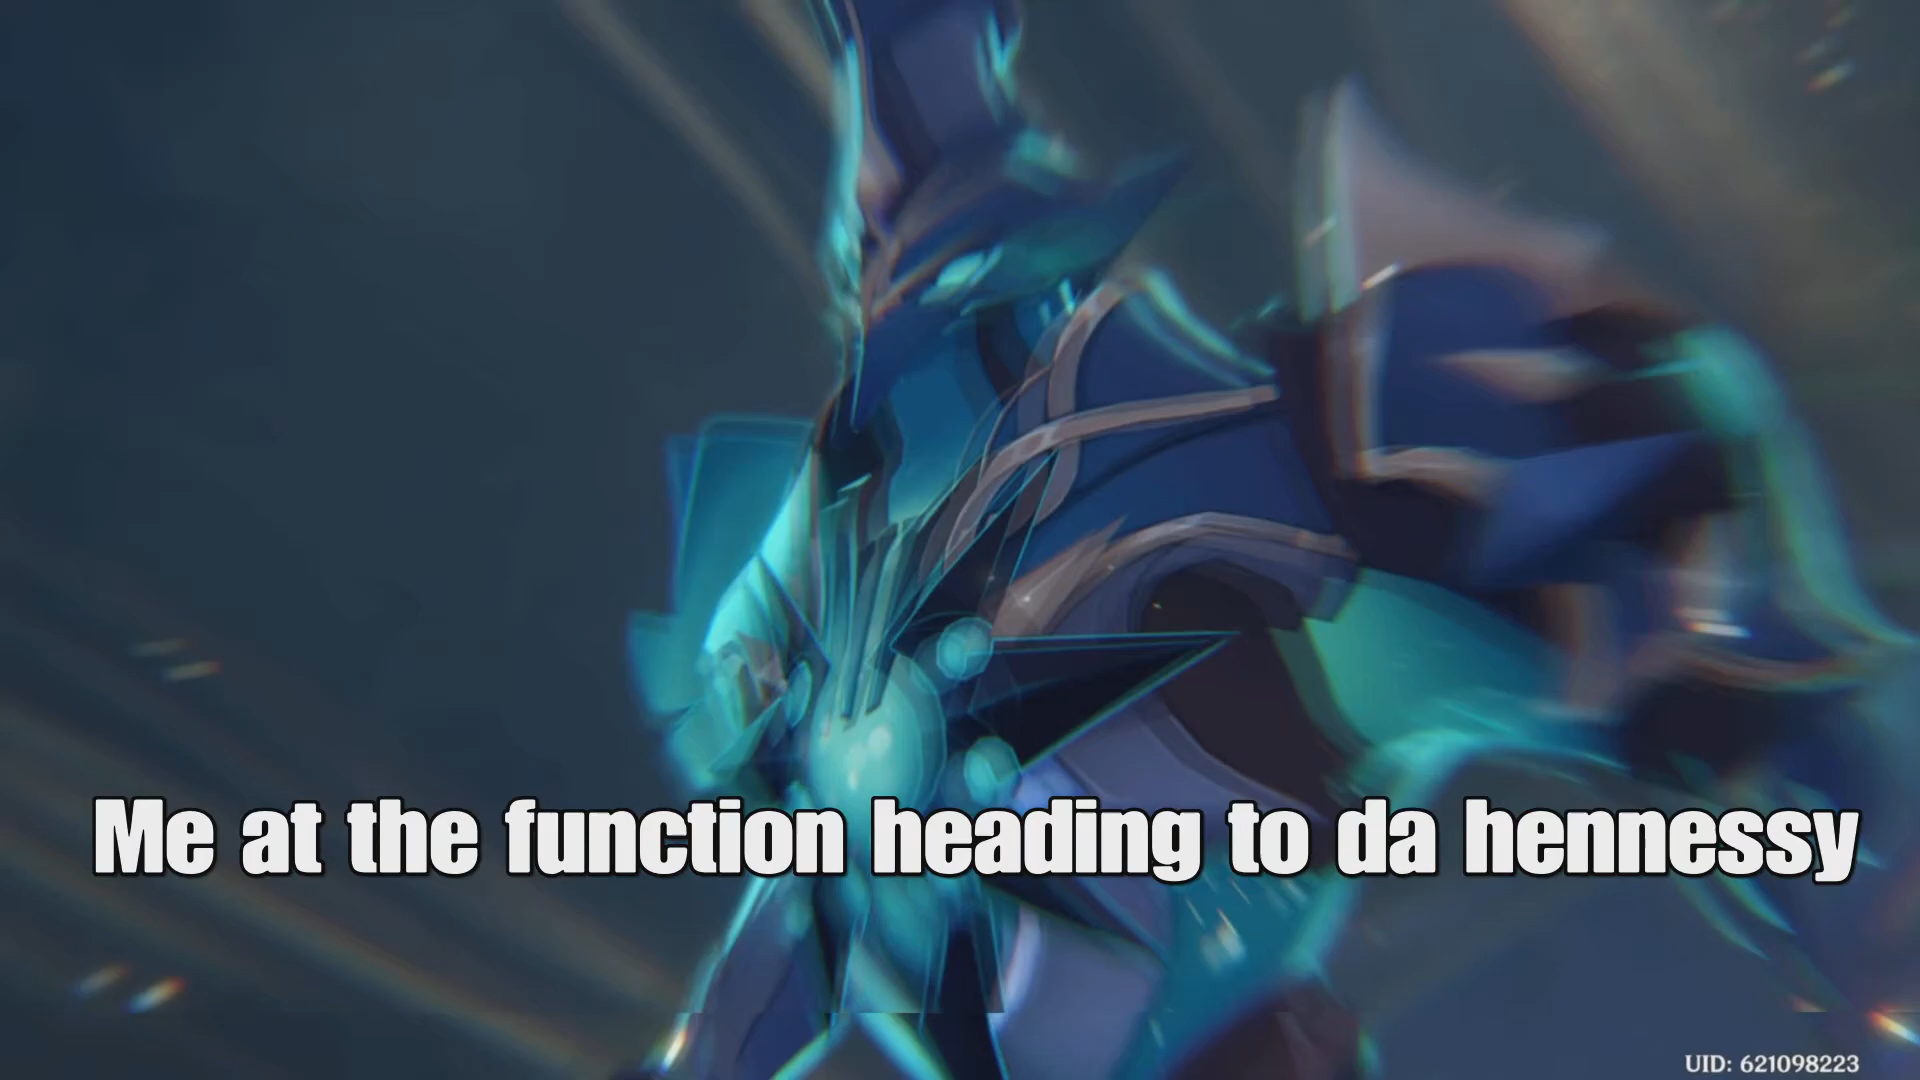 Me at the function heading to da hennessy
UID: 621098223